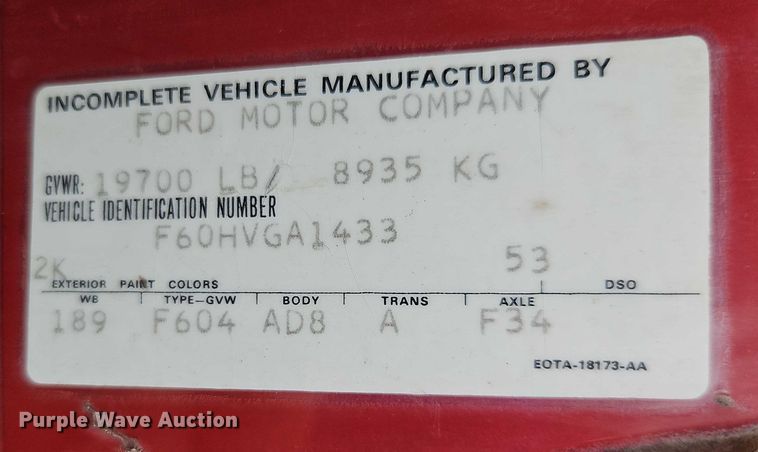 INCOMPLETE VEHICLE MANUFACTURED BY
FORD MOTOR COMPANY
GVWR: 19700 LB/ 8935 KG
VEHICLE IDENTIFICATION NUMBER
F60HVGA1433
2K 53
EXTERIOR PAINT COLORS DSO
WB TYPE-GVW BODY TRANS AXLE
189 F604 AD8 A F34
EOTA-18173-AA
Purple Wave Auction